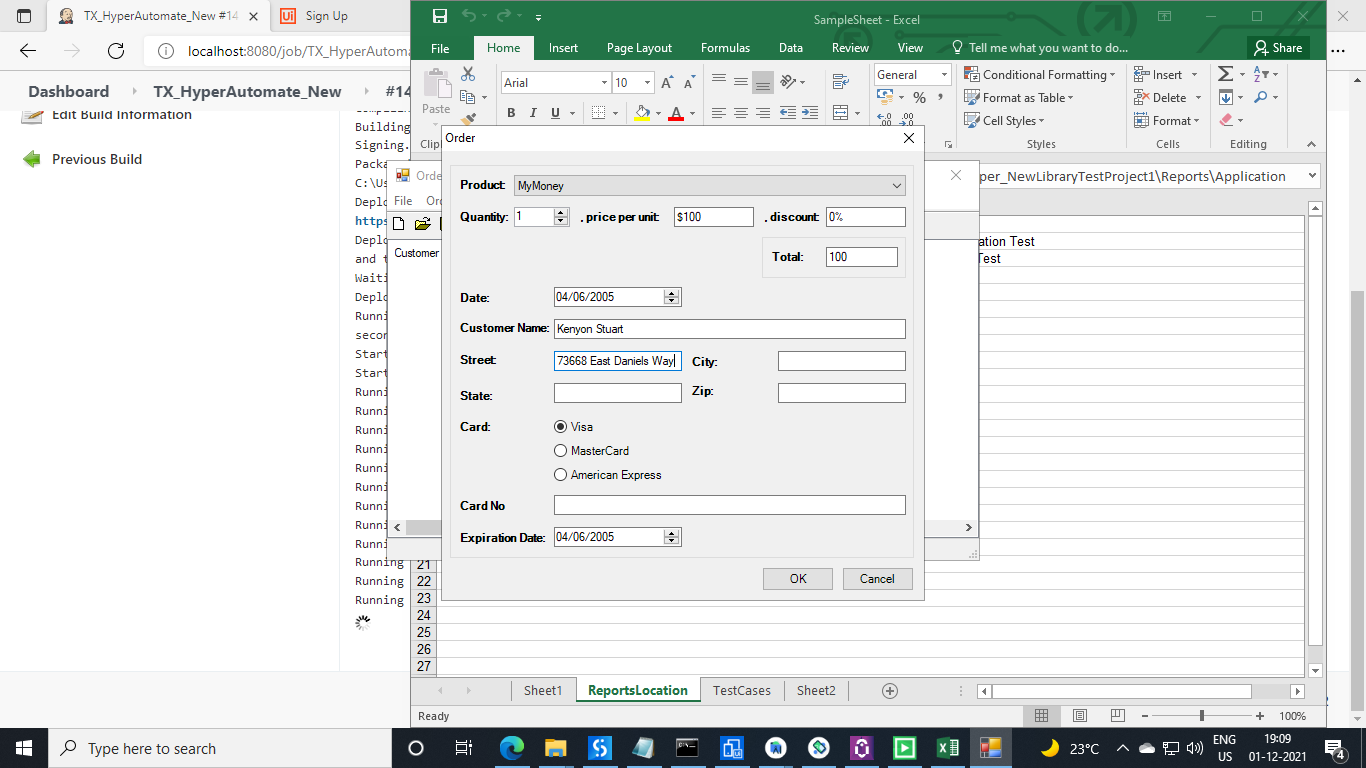 TX_HyperAutomate_New #14
Sign Up
SampleSheet - Excel
localhost:8080/job/TX_HyperAutoma
File Home Insert Page Layout Formulas Data Review View Tell me what you want to do... Share
Dashboard TX_HyperAutomate_New #14
Edit Build Information
Previous Build
Building
Signing.
Packa
C:\Us
Deplo
https
Deplo
and t
Waiti
Deplo
Runni
secon
Start
Start
Runni
Runni
Runni
Runni
Runni
Runni
Runni
Runni
Runni
Running
Running
Running
Paste
Arial 10
B I U
General
Conditional Formatting
Format as Table
Cell Styles
Styles
Insert
Delete
Format
Cells
Editing
Clip
per_NewLibraryTestProject1\Reports\Application
ation Test
Test
Orde
File Or
Customer
Order
Product: MyMoney
Quantity: 1 . price per unit: $100 . discount: 0%
Total: 100
Date: 04/06/2005
Customer Name: Kenyon Stuart
Street: 73668 East Daniels Way City:
State: Zip:
Card: Visa
MasterCard
American Express
Card No
Expiration Date: 04/06/2005
OK Cancel
21
22
23
24
25
26
27
Sheet1 ReportsLocation TestCases Sheet2
Ready 100%
Type here to search
23°C ENG US 19:09 01-12-2021 4